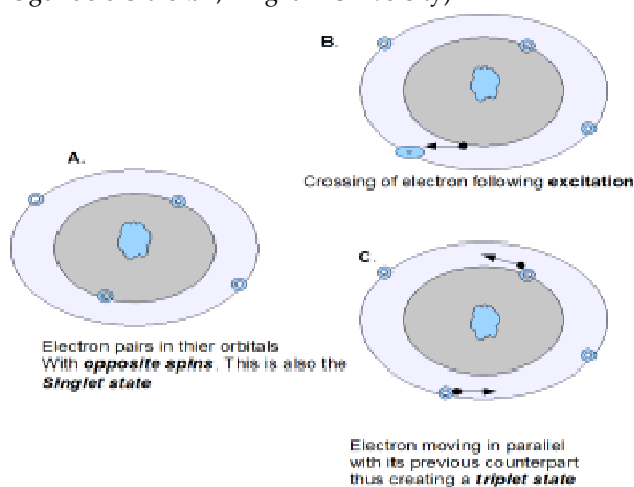 A.
Electron pairs in thier orbitals
With opposite spins. This is also the
Singlet state
B.
Crossing of electron following excitation
C.
Electron moving in parallel
with its previous counterpart
thus creating a triplet state